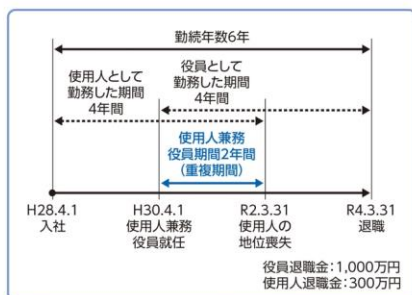 勤続年数6年
使用人として
勤務した期間
4年間
役員として
勤務した期間
4年間
使用人兼務
役員期間2年間
(重複期間)
H28.4.1
入社
H30.4.1
使用人兼務
役員就任
R2.3.31
使用人の
地位喪失
R4.3.31
退職
役員退職金:1,000万円
使用人退職金:300万円